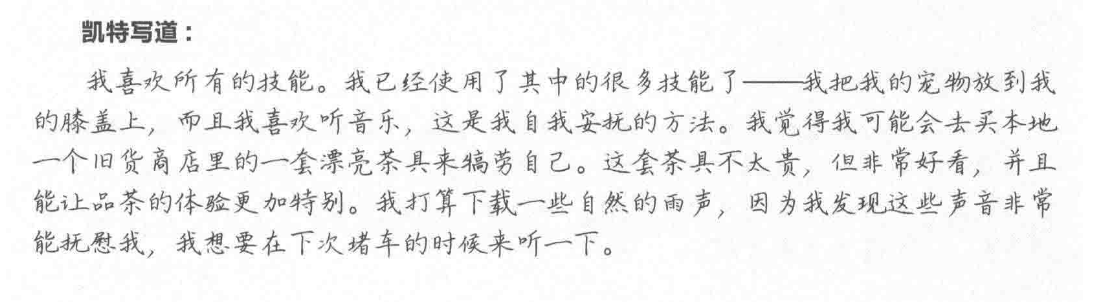 凯特写道：
我喜欢所有的技能。我已经使用了其中的很多技能了——我把我的宠物放到我
的膝盖上，而且我喜欢听音乐，这是我自我安抚的方法。我觉得我可能会去买本地
一个旧货商店里的一套漂亮茶具来犒劳自己。这套茶具不太贵，但非常好看，并且
能让品茶的体验更加特别。我打算下载一些自然的雨声，因为我发现这些声音非常
能抚慰我，我想要在下次堵车的时候来听一下。